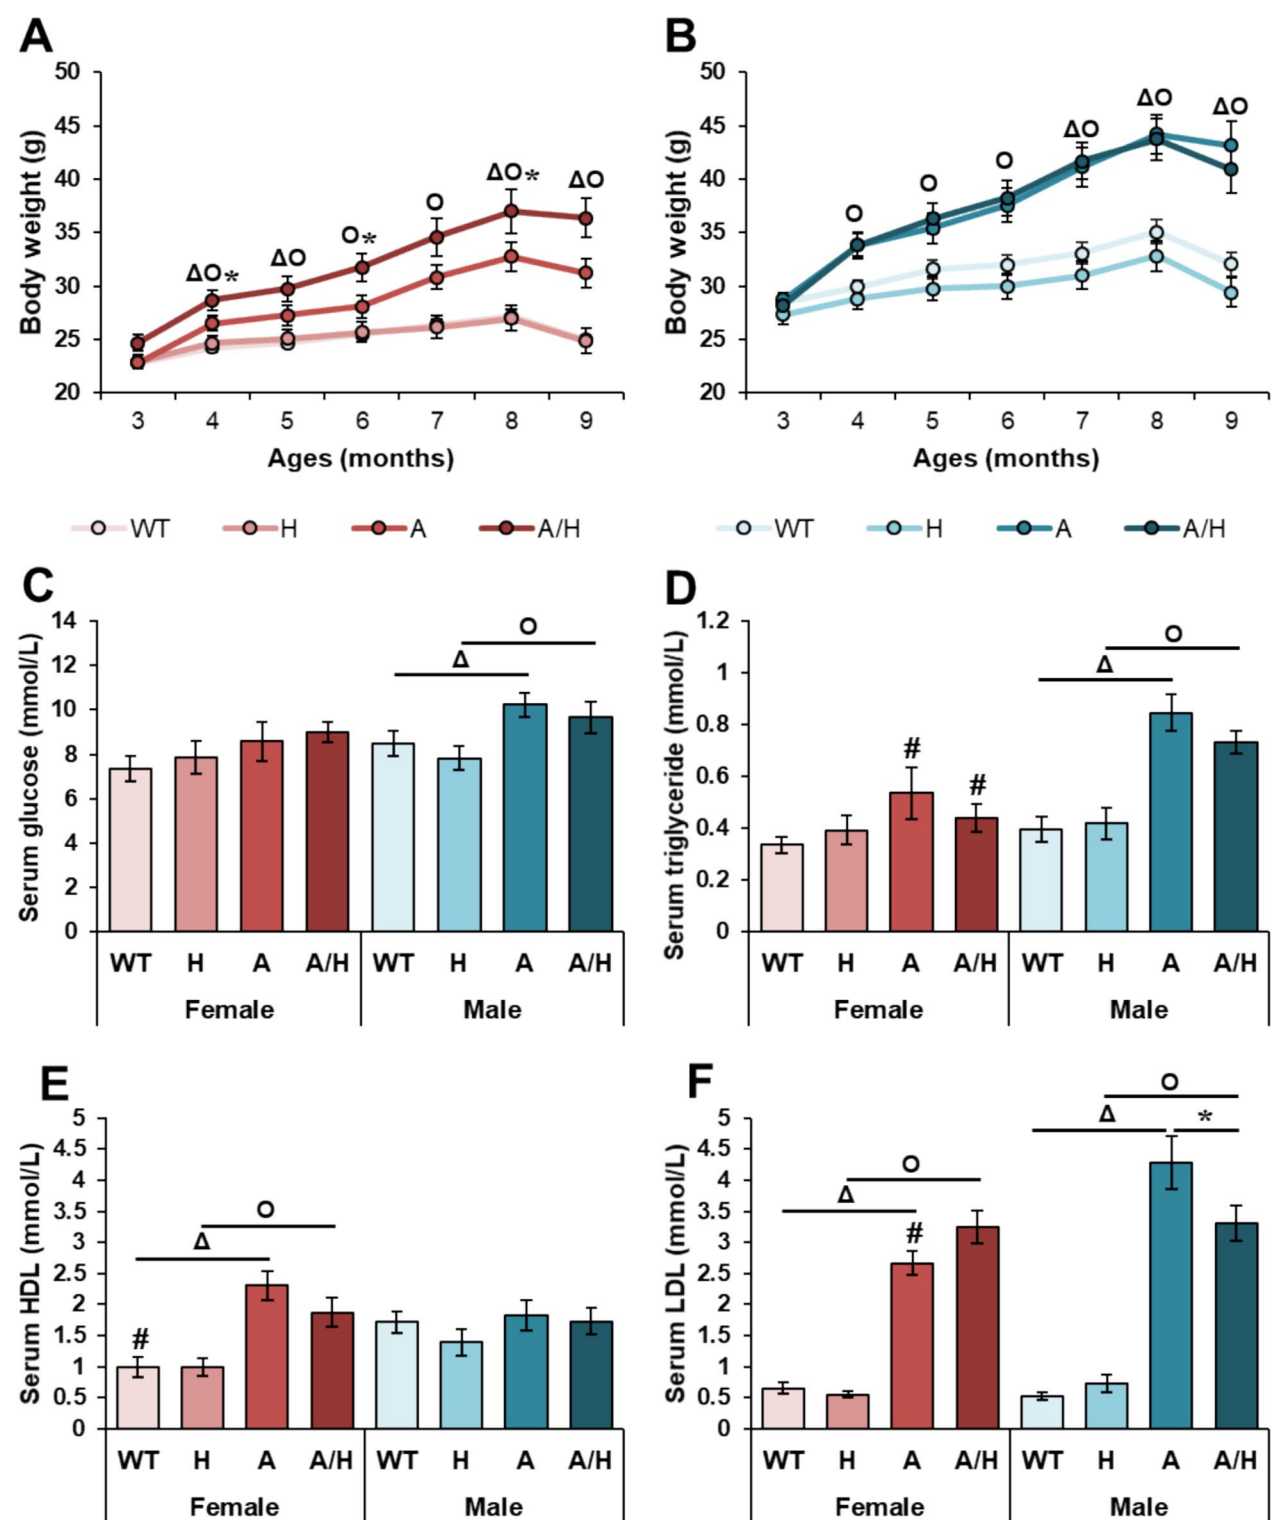 A
Body weight (g)
50
45
40
35
30
25
20
ΔO*
ΔO
O*
O
ΔO*
ΔO
3 4 5 6 7 8 9
Ages (months)
WT H A A/H
B
Body weight (g)
50
45
40
35
30
25
20
O
O
O
ΔO
ΔO
ΔO
3 4 5 6 7 8 9
Ages (months)
WT H A A/H
C
Serum glucose (mmol/L)
14
12
10
8
6
4
2
0
O
Δ
WT H A A/H WT H A A/H
Female Male
D
Serum triglyceride (mmol/L)
1.2
1
0.8
0.6
0.4
0.2
0
O
Δ
# #
WT H A A/H WT H A A/H
Female Male
E
Serum HDL (mmol/L)
5
4.5
4
3.5
3
2.5
2
1.5
1
0.5
0
O
Δ
#
WT H A A/H WT H A A/H
Female Male
F
Serum LDL (mmol/L)
5
4.5
4
3.5
3
2.5
2
1.5
1
0.5
0
O
Δ *
O
Δ
#
WT H A A/H WT H A A/H
Female Male